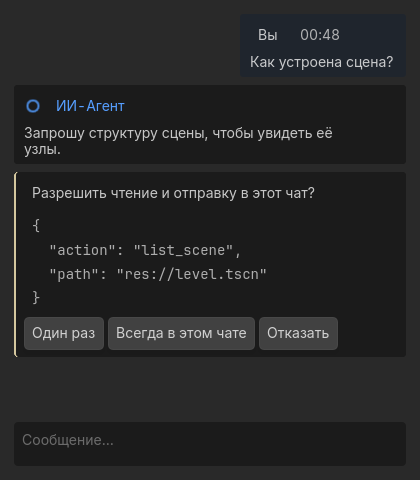 Вы 00:48
Как устроена сцена?
ИИ-Агент
Запрошу структуру сцены, чтобы увидеть её
узлы.
Разрешить чтение и отправку в этот чат?
{
  "action": "list_scene",
  "path": "res://level.tscn"
}
Один раз Всегда в этом чате Отказать
Сообщение...